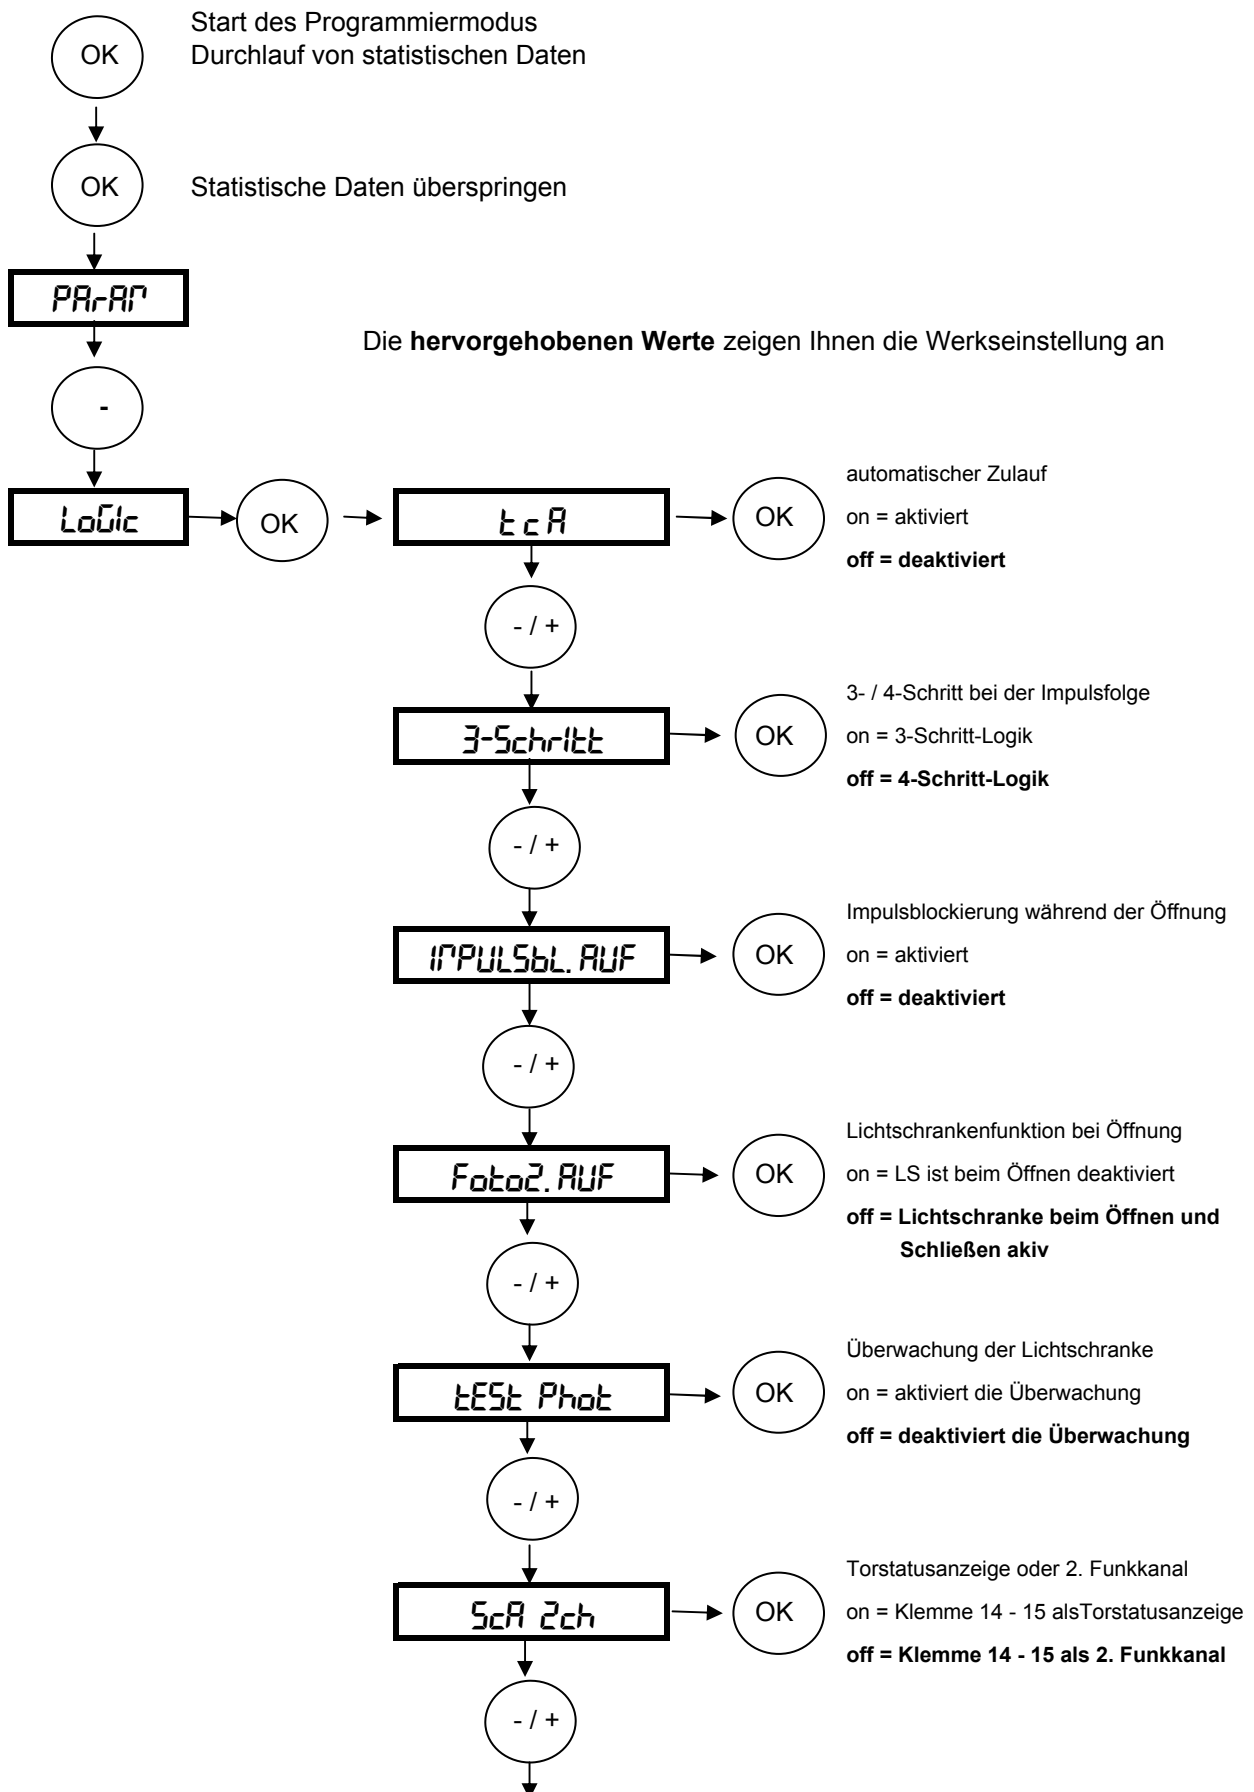 Start des Programmiermodus
OK
Durchlauf von statistischen Daten
OK
Statistische Daten überspringen
PArAM
Die hervorgehobenen Werte zeigen Ihnen die Werkseinstellung an
-
LoGIc
OK
tcA
OK
automatischer Zulauf
on = aktiviert
off = deaktiviert
- / +
3-SchrItt
OK
3- / 4-Schritt bei der Impulsfolge
on = 3-Schritt-Logik
off = 4-Schritt-Logik
- / +
IMPULSbL. AUF
OK
Impulsblockierung während der Öffnung
on = aktiviert
off = deaktiviert
- / +
Foto2. AUF
OK
Lichtschrankenfunktion bei Öffnung
on = LS ist beim Öffnen deaktiviert
off = Lichtschranke beim Öffnen und
Schließen akiv
- / +
tESt Phot
OK
Überwachung der Lichtschranke
on = aktiviert die Überwachung
off = deaktiviert die Überwachung
- / +
ScA 2ch
OK
Torstatusanzeige oder 2. Funkkanal
on = Klemme 14 - 15 alsTorstatusanzeige
off = Klemme 14 - 15 als 2. Funkkanal
- / +